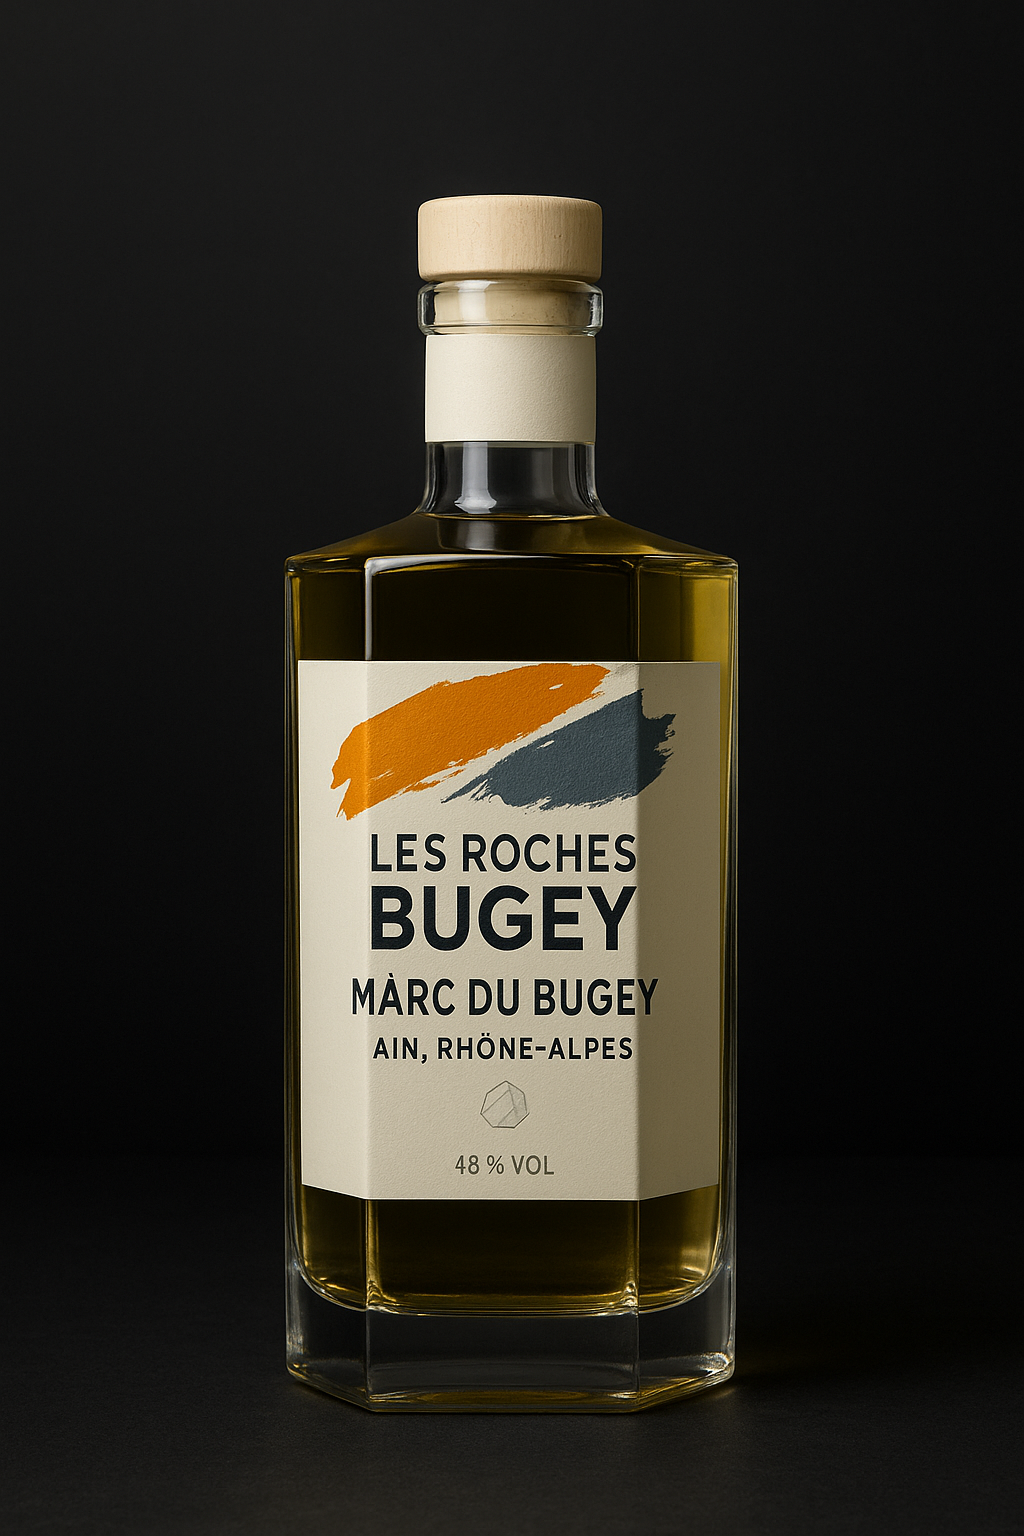 LES ROCHES
BUGEY
MÀRC DU BUGEY
AIN, RHÖNE-ALPES
48 % VOL